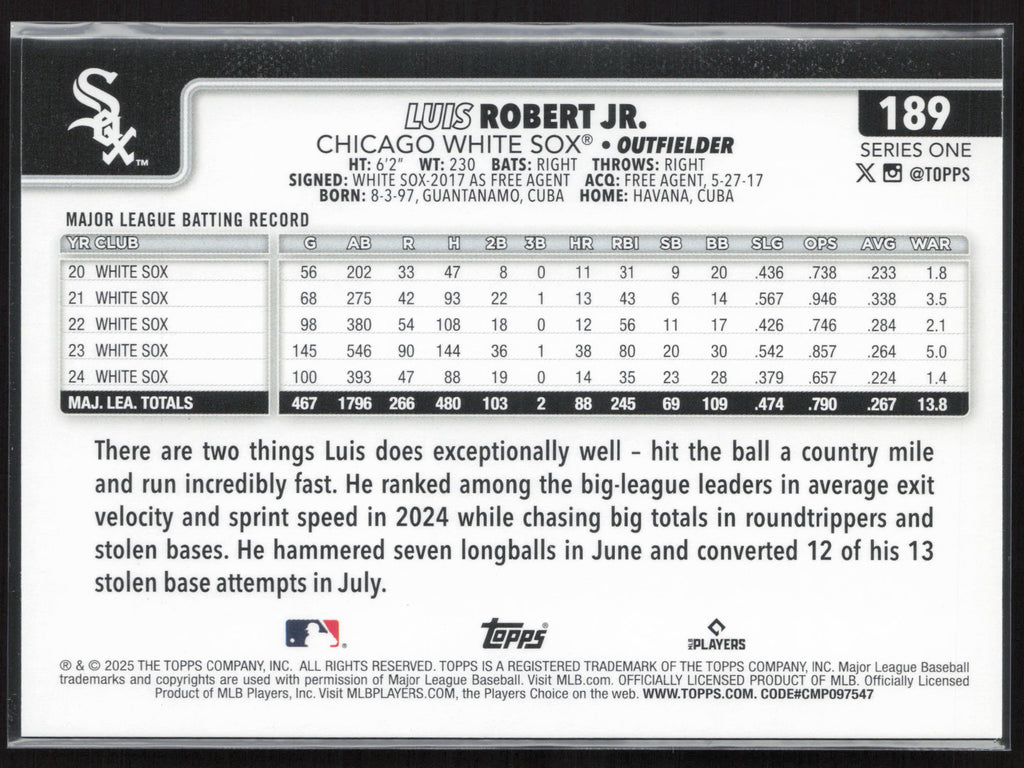 Sox™
LUIS ROBERT JR.
189
CHICAGO WHITE SOX® • OUTFIELDER
SERIES ONE
HT: 6'2" WT: 230 BATS: RIGHT THROWS: RIGHT
@TOPPS
SIGNED: WHITE SOX-2017 AS FREE AGENT ACQ: FREE AGENT, 5-27-17
BORN: 8-3-97, GUANTANAMO, CUBA HOME: HAVANA, CUBA
MAJOR LEAGUE BATTING RECORD
YR CLUB G AB R H 2B 3B HR RBI SB BB SLG OPS AVG WAR
20 WHITE SOX 56 202 33 47 8 0 11 31 9 20 .436 .738 .233 1.8
21 WHITE SOX 68 275 42 93 22 1 13 43 6 14 .567 .946 .338 3.5
22 WHITE SOX 98 380 54 108 18 0 12 56 11 17 .426 .746 .284 2.1
23 WHITE SOX 145 546 90 144 36 1 38 80 20 30 .542 .857 .264 5.0
24 WHITE SOX 100 393 47 88 19 0 14 35 23 28 .379 .657 .224 1.4
MAJ. LEA. TOTALS 467 1796 266 480 103 2 88 245 69 109 .474 .790 .267 13.8
There are two things Luis does exceptionally well – hit the ball a country mile
and run incredibly fast. He ranked among the big-league leaders in average exit
velocity and sprint speed in 2024 while chasing big totals in roundtrippers and
stolen bases. He hammered seven longballs in June and converted 12 of his 13
stolen base attempts in July.
Topps®
MLB PLAYERS
® & © 2025 THE TOPPS COMPANY, INC. ALL RIGHTS RESERVED. TOPPS IS A REGISTERED TRADEMARK OF THE TOPPS COMPANY, INC. Major League Baseball
trademarks and copyrights are used with permission of Major League Baseball. Visit MLB.com. OFFICIALLY LICENSED PRODUCT OF MLB. Officially Licensed
Product of MLB Players, Inc. Visit MLBPLAYERS.COM, the Players Choice on the web. WWW.TOPPS.COM. CODE#CMP097547